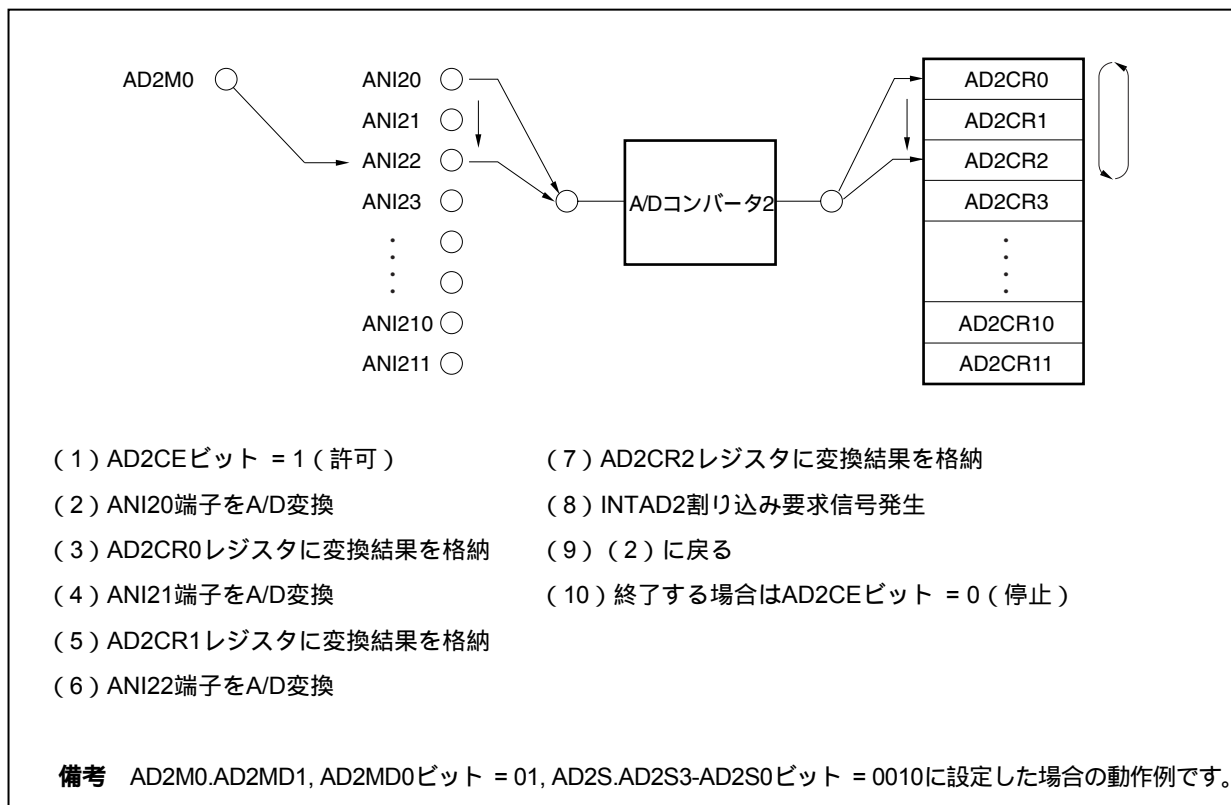 AD2M0
ANI20
ANI21
ANI22
ANI23
ANI210
ANI211
A/Dコンバータ2
AD2CR0
AD2CR1
AD2CR2
AD2CR3
AD2CR10
AD2CR11
(1)AD2CEビット = 1(許可)
(2)ANI20端子をA/D変換
(3)AD2CR0レジスタに変換結果を格納
(4)ANI21端子をA/D変換
(5)AD2CR1レジスタに変換結果を格納
(6)ANI22端子をA/D変換
(7)AD2CR2レジスタに変換結果を格納
(8)INTAD2割り込み要求信号発生
(9)(2)に戻る
(10)終了する場合はAD2CEビット = 0(停止)
備考 AD2M0.AD2MD1, AD2MD0ビット = 01, AD2S.AD2S3-AD2S0ビット = 0010に設定した場合の動作例です。